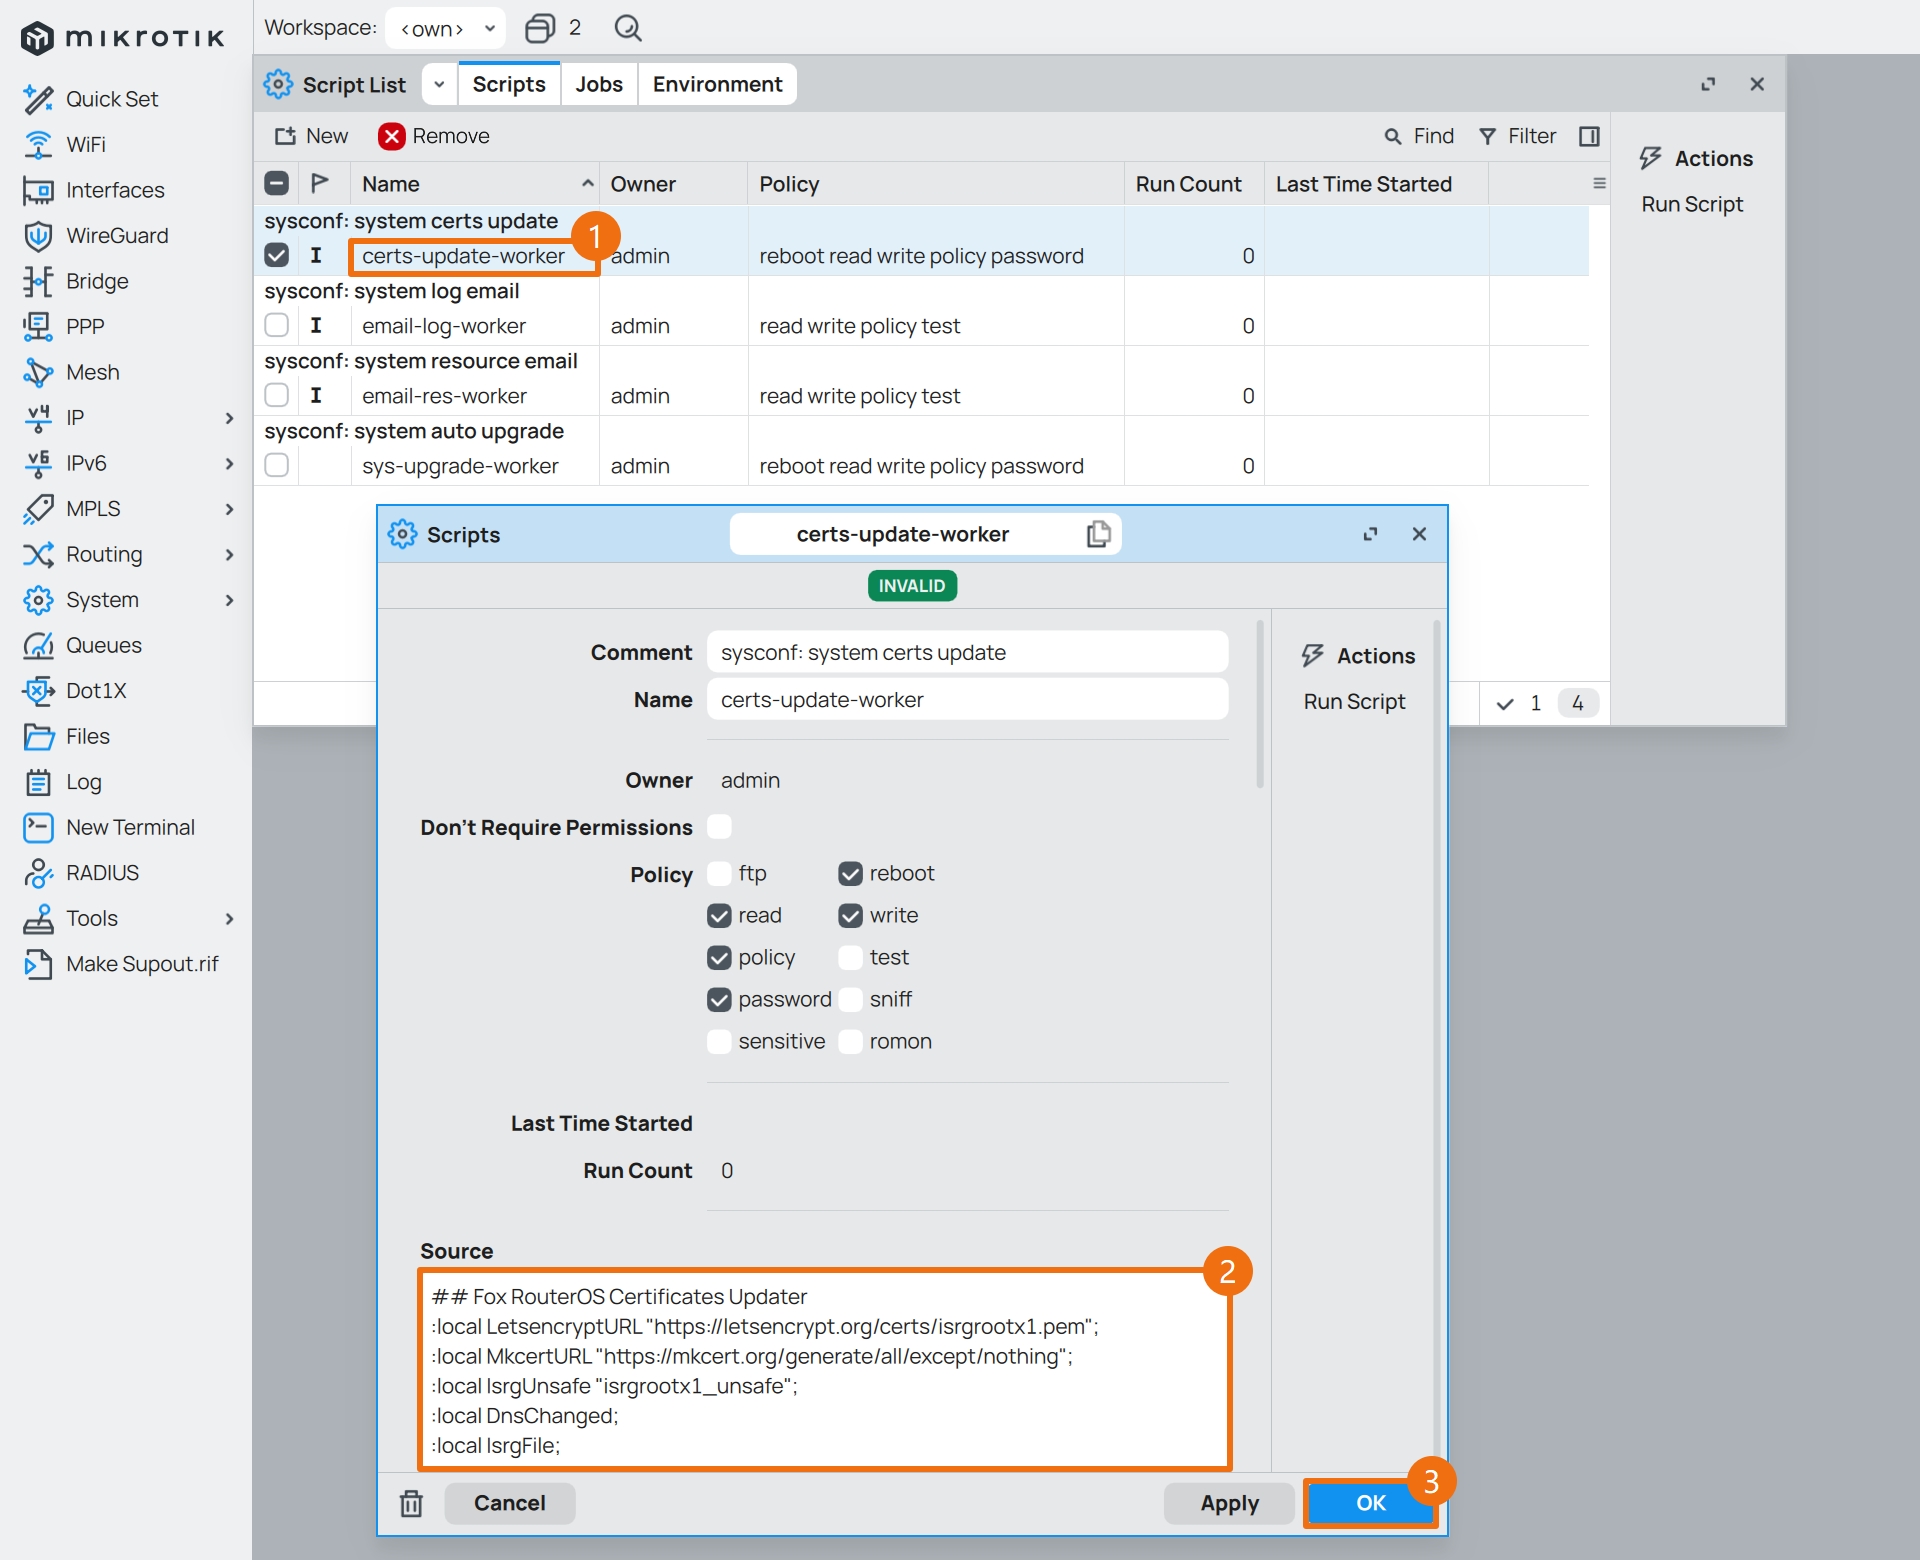 mikrotik
Workspace: <own> 2
Quick Set
WiFi
Interfaces
WireGuard
Bridge
PPP
Mesh
IP
IPv6
MPLS
Routing
System
Queues
Dot1X
Files
Log
New Terminal
RADIUS
Tools
Make Supout.rif
Script List Scripts Jobs Environment
New Remove Find Filter
Name Owner Policy Run Count Last Time Started
sysconf: system certs update
I certs-update-worker admin reboot read write policy password 0
1
sysconf: system log email
I email-log-worker admin read write policy test 0
sysconf: system resource email
I email-res-worker admin read write policy test 0
sysconf: system auto upgrade
sys-upgrade-worker admin reboot read write policy password 0
1 4
Actions
Run Script
Scripts certs-update-worker
INVALID
Comment sysconf: system certs update
Name certs-update-worker
Owner admin
Don't Require Permissions
Policy ftp reboot
read write
policy test
password sniff
sensitive romon
Last Time Started
Run Count 0
Source
2
## Fox RouterOS Certificates Updater
:local LetsencryptURL "https://letsencrypt.org/certs/isrgrootx1.pem";
:local MkcertURL "https://mkcert.org/generate/all/except/nothing";
:local IsrgUnsafe "isrgrootx1_unsafe";
:local DnsChanged;
:local IsrgFile;
Actions
Run Script
Cancel Apply OK
3